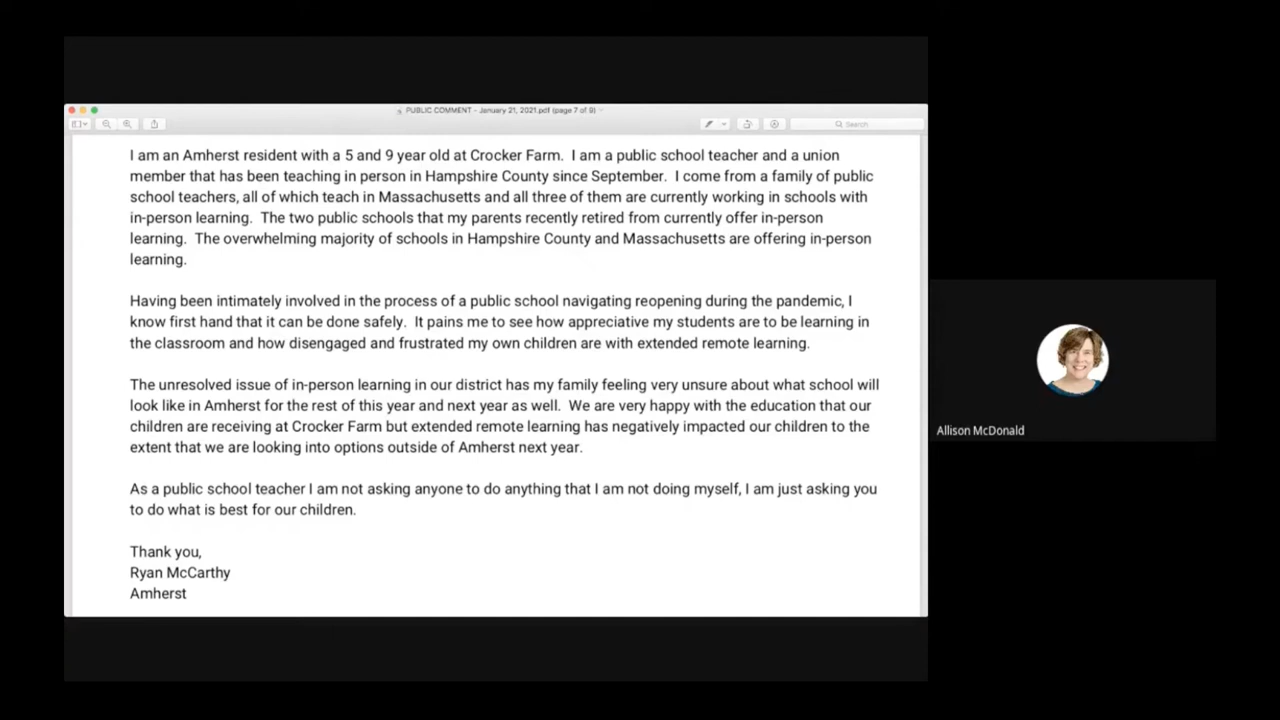 PUBLIC COMMENT - January 21, 2021.pdf (page 7 of 9)
Search
I am an Amherst resident with a 5 and 9 year old at Crocker Farm.  I am a public school teacher and a union
member that has been teaching in person in Hampshire County since September.  I come from a family of public
school teachers, all of which teach in Massachusetts and all three of them are currently working in schools with
in-person learning.  The two public schools that my parents recently retired from currently offer in-person
learning.  The overwhelming majority of schools in Hampshire County and Massachusetts are offering in-person
learning.
Having been intimately involved in the process of a public school navigating reopening during the pandemic, I
know first hand that it can be done safely.  It pains me to see how appreciative my students are to be learning in
the classroom and how disengaged and frustrated my own children are with extended remote learning.
The unresolved issue of in-person learning in our district has my family feeling very unsure about what school will
look like in Amherst for the rest of this year and next year as well.  We are very happy with the education that our
children are receiving at Crocker Farm but extended remote learning has negatively impacted our children to the
extent that we are looking into options outside of Amherst next year.
As a public school teacher I am not asking anyone to do anything that I am not doing myself, I am just asking you
to do what is best for our children.
Thank you,
Ryan McCarthy
Amherst
Allison McDonald